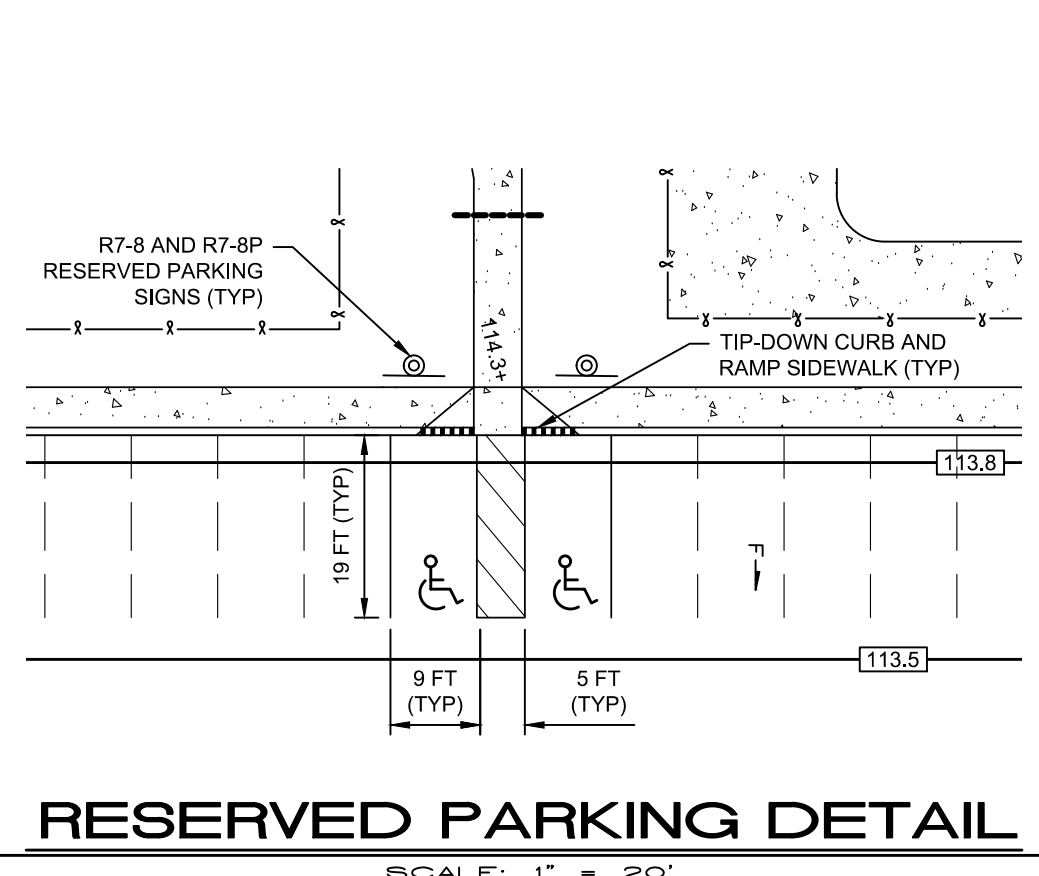 R7-8 AND R7-8P
RESERVED PARKING
SIGNS (TYP)
114.3+
TIP-DOWN CURB AND
RAMP SIDEWALK (TYP)
113.8
19 FT (TYP)
F
113.5
9 FT
(TYP)
5 FT
(TYP)
RESERVED PARKING DETAIL
SCALE: 1" = 20'